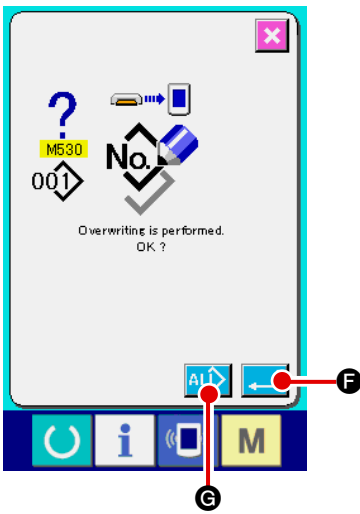 ?
M530
No.
001
Overwriting is performed.
OK ?
ALL
F
i
M
G